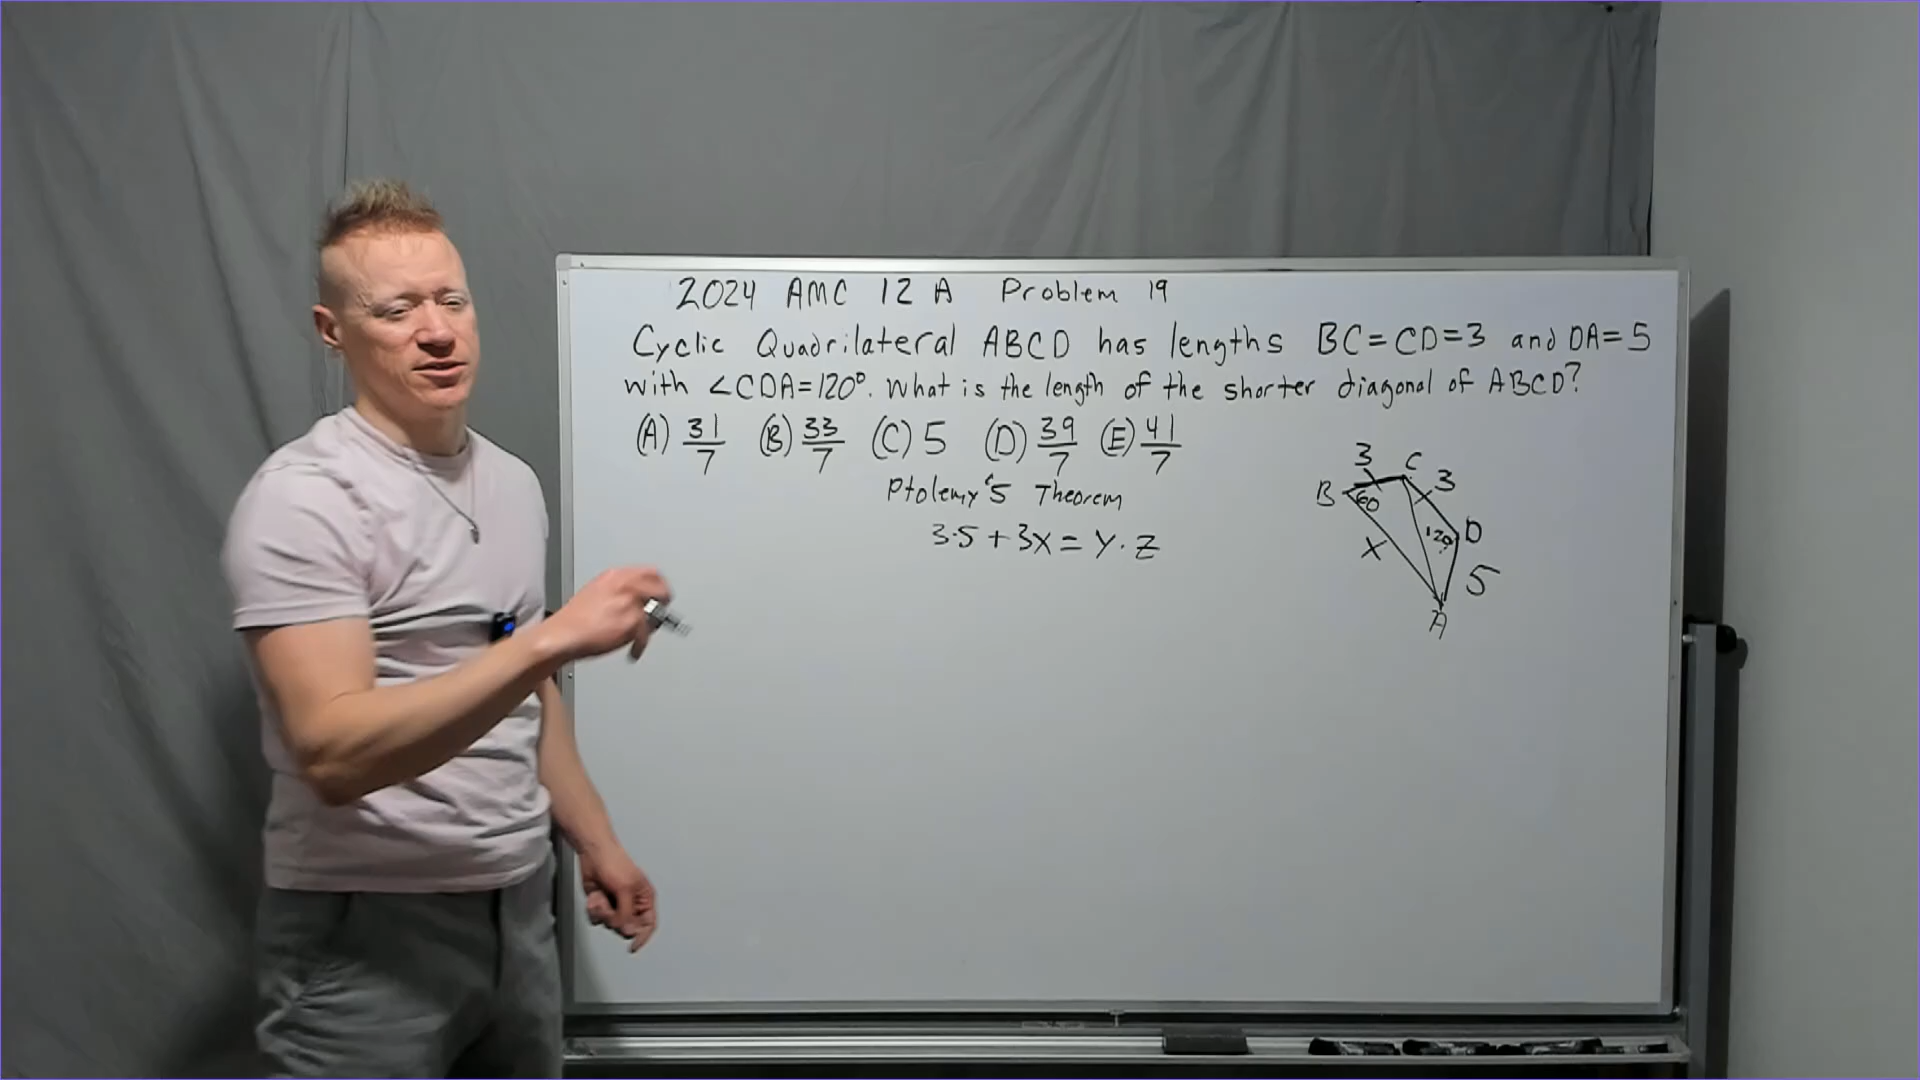 2024 AMC 12 A Problem 19
Cyclic Quadrilateral ABCD has lengths BC=CD=3 and DA=5
with ∠CDA=120°. What is the length of the shorter diagonal of ABCD?
(A) 31/7 (B) 33/7 (C) 5 (D) 39/7 (E) 41/7
Ptolemy's Theorem
3·5+3x=y·z
3 C 3
B 60
120 D
x
5
A